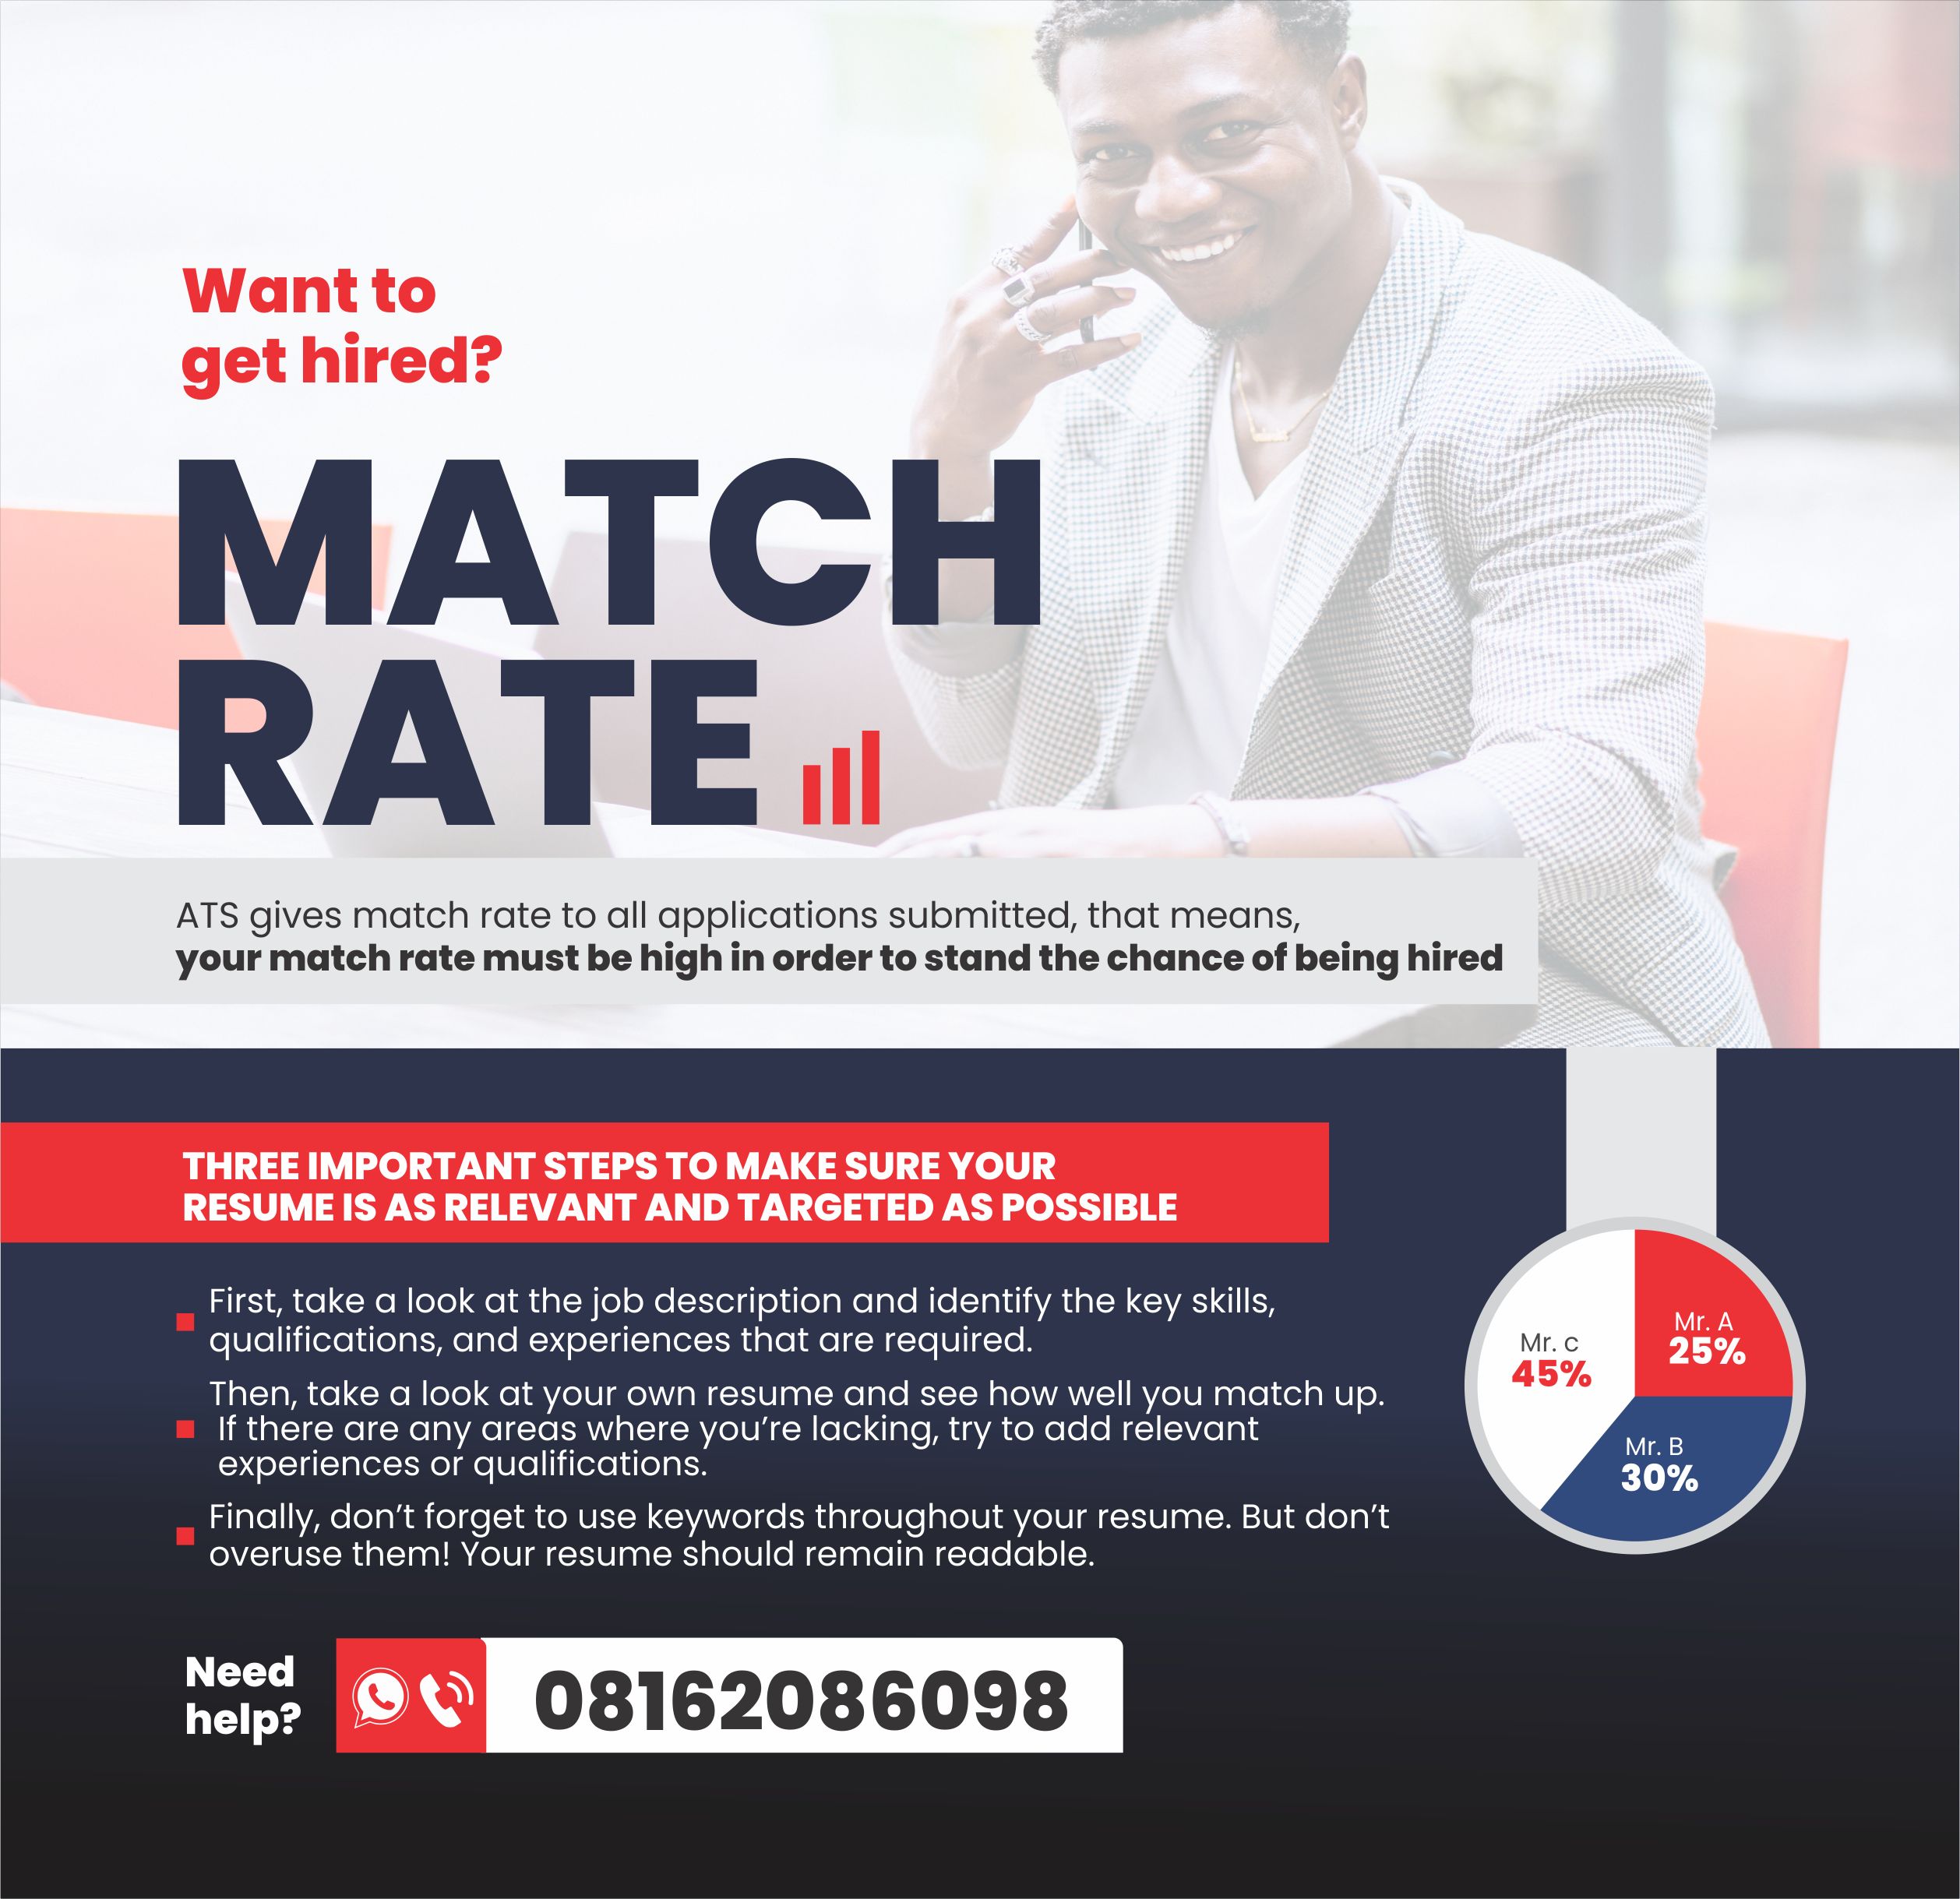 Want to
get hired?
MATCH
RATE
ATS gives match rate to all applications submitted, that means,
your match rate must be high in order to stand the chance of being hired
THREE IMPORTANT STEPS TO MAKE SURE YOUR
RESUME IS AS RELEVANT AND TARGETED AS POSSIBLE
First, take a look at the job description and identify the key skills,
qualifications, and experiences that are required.
Then, take a look at your own resume and see how well you match up.
If there are any areas where you’re lacking, try to add relevant
experiences or qualifications.
Finally, don’t forget to use keywords throughout your resume. But don’t
overuse them! Your resume should remain readable.
Mr. A
25%
Mr. c
45%
Mr. B
30%
Need
help?
08162086098